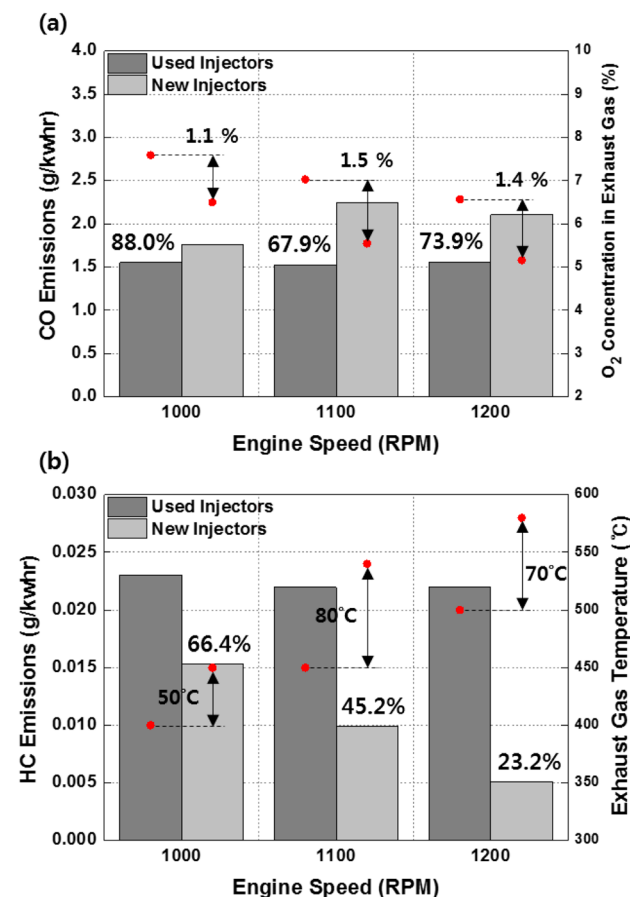 (a)
CO Emissions (g/kwhr)
4.0
3.5
3.0
2.5
2.0
1.5
1.0
0.5
0.0
Used Injectors
New Injectors
1.1 %
1.5 %
1.4 %
88.0%
67.9%
73.9%
10
9
8
7
6
5
4
3
2
O2 Concentration in Exhaust Gas (%)
1000 1100 1200
Engine Speed (RPM)
(b)
HC Emissions (g/kwhr)
0.030
0.025
0.020
0.015
0.010
0.005
0.000
Used Injectors
New Injectors
50°C
80°C
70°C
66.4%
45.2%
23.2%
600
550
500
450
400
350
300
Exhaust Gas Temperature (℃)
1000 1100 1200
Engine Speed (RPM)